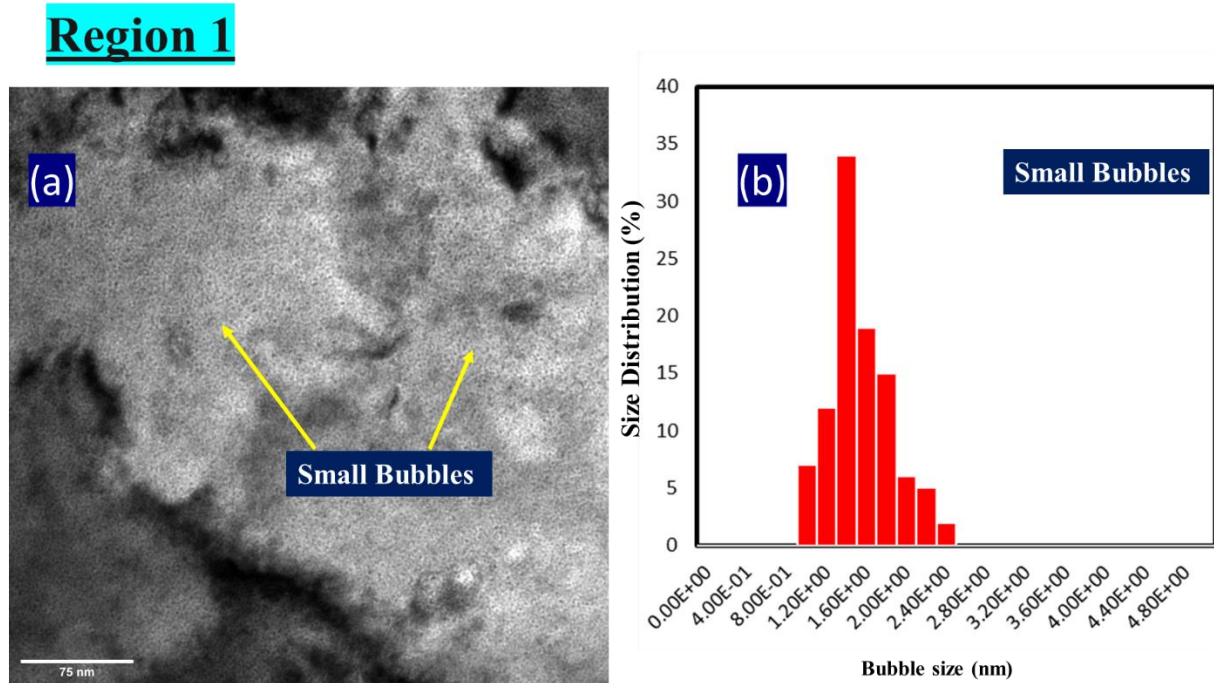 Region 1
(a)
Small Bubbles
75 nm
(b)
Small Bubbles
Size Distribution (%)
40
35
30
25
20
15
10
5
0
0.00E+00
4.00E-01
8.00E-01
1.20E+00
1.60E+00
2.00E+00
2.40E+00
2.80E+00
3.20E+00
3.60E+00
4.00E+00
4.40E+00
4.80E+00
Bubble size (nm)